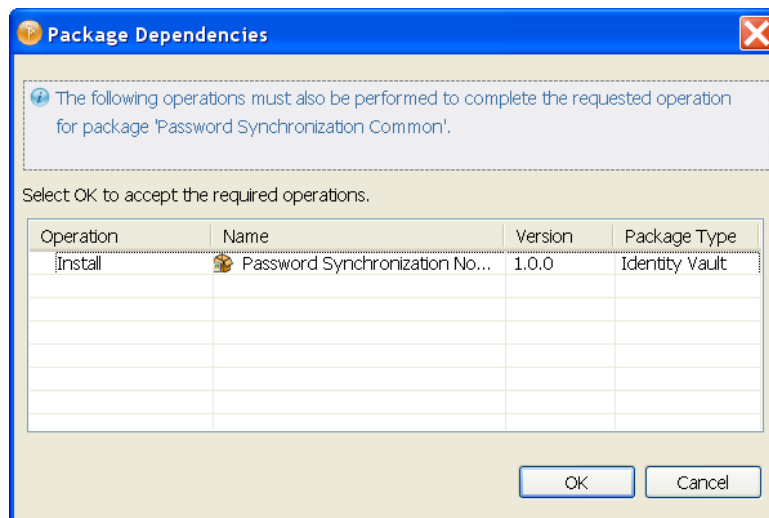 Package Dependencies
The following operations must also be performed to complete the requested operation
for package 'Password Synchronization Common'.
Select OK to accept the required operations.
Operation Name Version Package Type
Install Password Synchronization No... 1.0.0 Identity Vault
OK Cancel